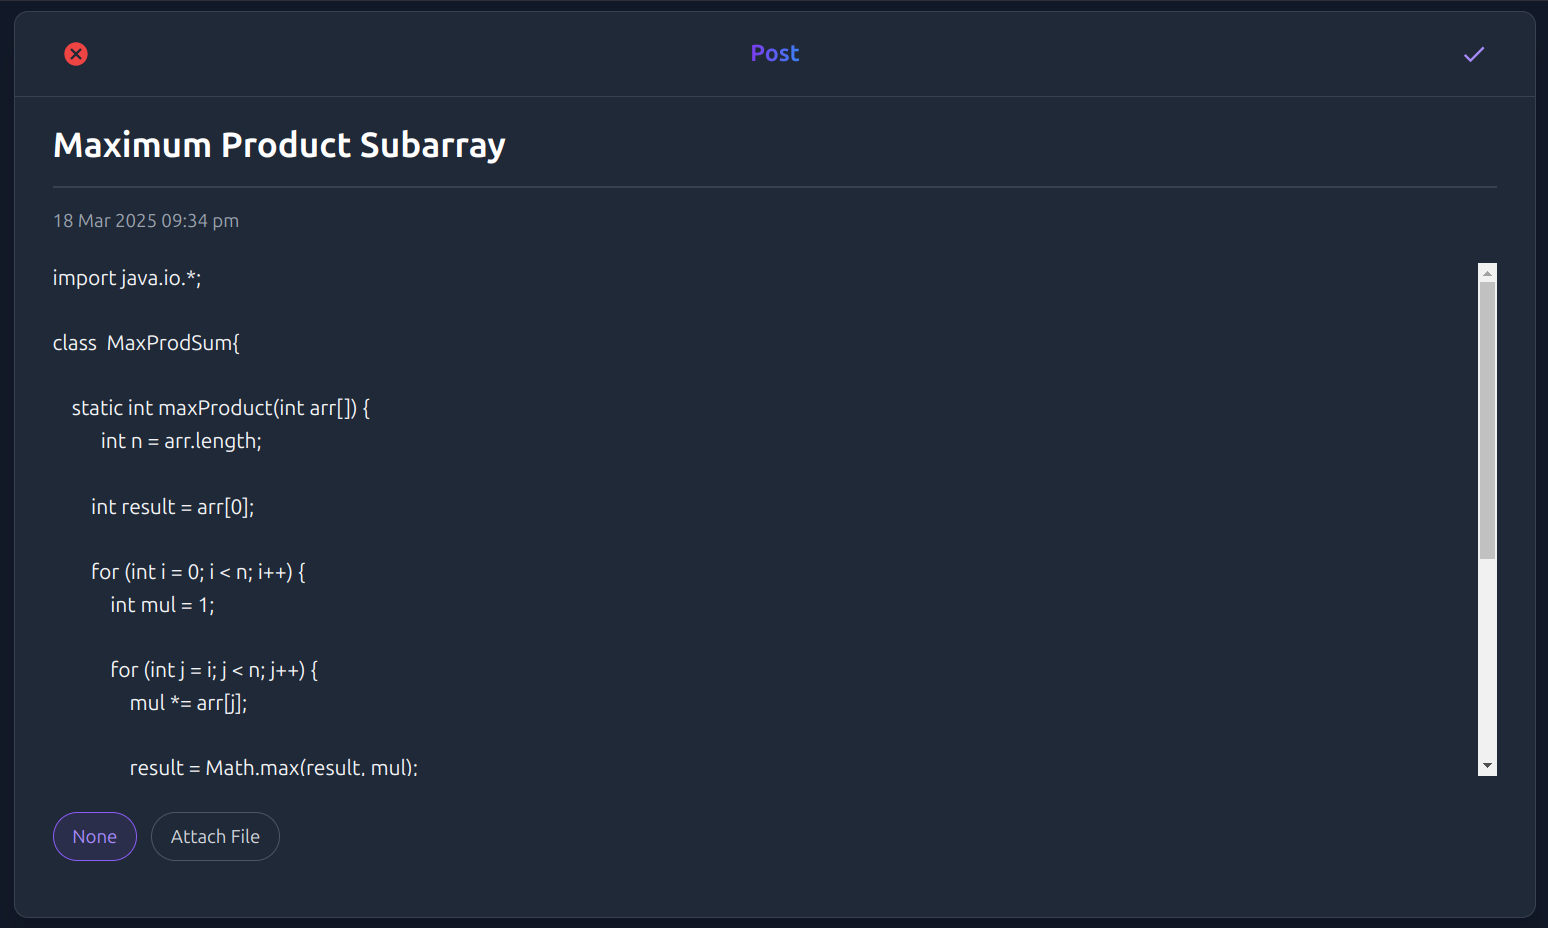 Post
Maximum Product Subarray
18 Mar 2025 09:34 pm
import java.io.*;
class  MaxProdSum{
static int maxProduct(int arr[]) {
int n = arr.length;
int result = arr[0];
for (int i = 0; i < n; i++) {
int mul = 1;
for (int j = i; j < n; j++) {
mul *= arr[j];
result = Math.max(result, mul);
None
Attach File